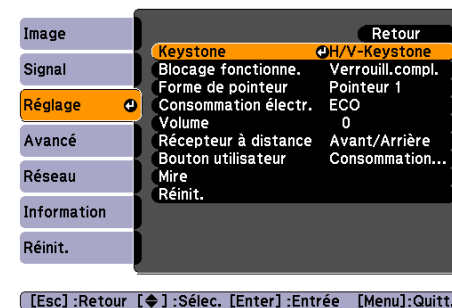 Image
Signal
Réglage
Avancé
Réseau
Information
Réinit.
Retour
Keystone H/V-Keystone
Blocage fonctionne. Verrouill.compl.
Forme de pointeur Pointeur 1
Consommation électr. ECO
Volume 0
Récepteur à distance Avant/Arrière
Bouton utilisateur Consommation...
Mire
Réinit.
[Esc] :Retour [◆] :Sélec. [Enter] :Entrée [Menu]:Quitt.